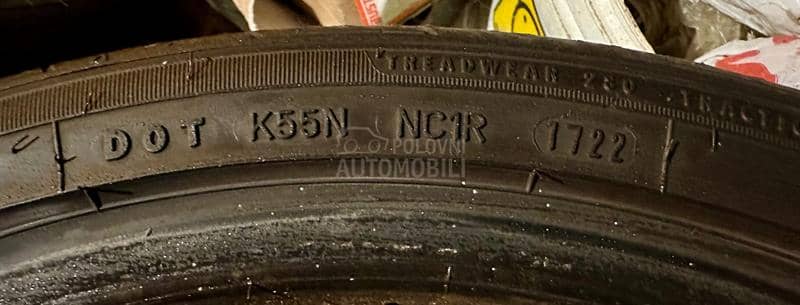 TREADWEAR 280 TRACTIO
DOT K55N NC1R 1722
POLOVNI
AUTOMOBILI